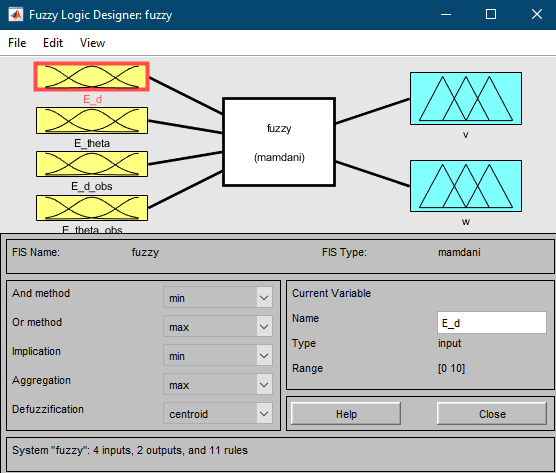 Fuzzy Logic Designer: fuzzy
File Edit View
E_d
E_theta
E_d_obs
E_theta_obs
fuzzy
(mamdani)
v
w
FIS Name: fuzzy FIS Type: mamdani
And method min
Or method max
Implication min
Aggregation max
Defuzzification centroid
Current Variable
Name E_d
Type input
Range [0 10]
Help Close
System "fuzzy": 4 inputs, 2 outputs, and 11 rules